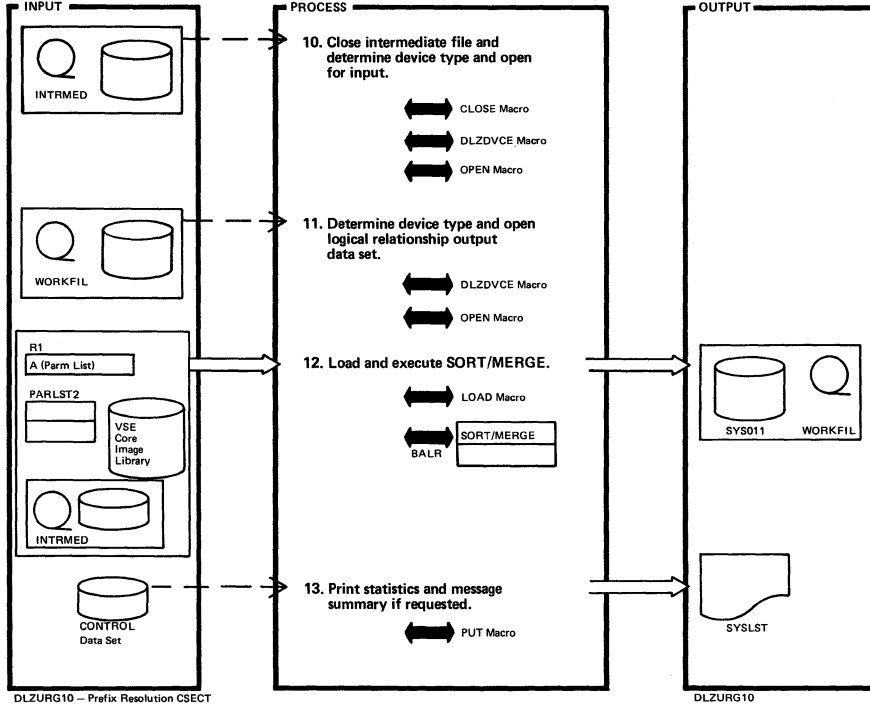 INPUT
PROCESS
OUTPUT
INTRMED
10. Close intermediate file and
determine device type and open
for input.
CLOSE Macro
DLZDVCE Macro
OPEN Macro
WORKFIL
11. Determine device type and open
logical relationship output
data set.
DLZDVCE Macro
OPEN Macro
R1
A (Parm List)
PARLST2
VSE
Core
Image
Library
INTRMED
12. Load and execute SORT/MERGE.
LOAD Macro
SORT/MERGE
BALR
SYS011
WORKFIL
CONTROL
Data Set
13. Print statistics and message
summary if requested.
PUT Macro
SYSLST
DLZURG10 — Prefix Resolution CSECT
DLZURG10